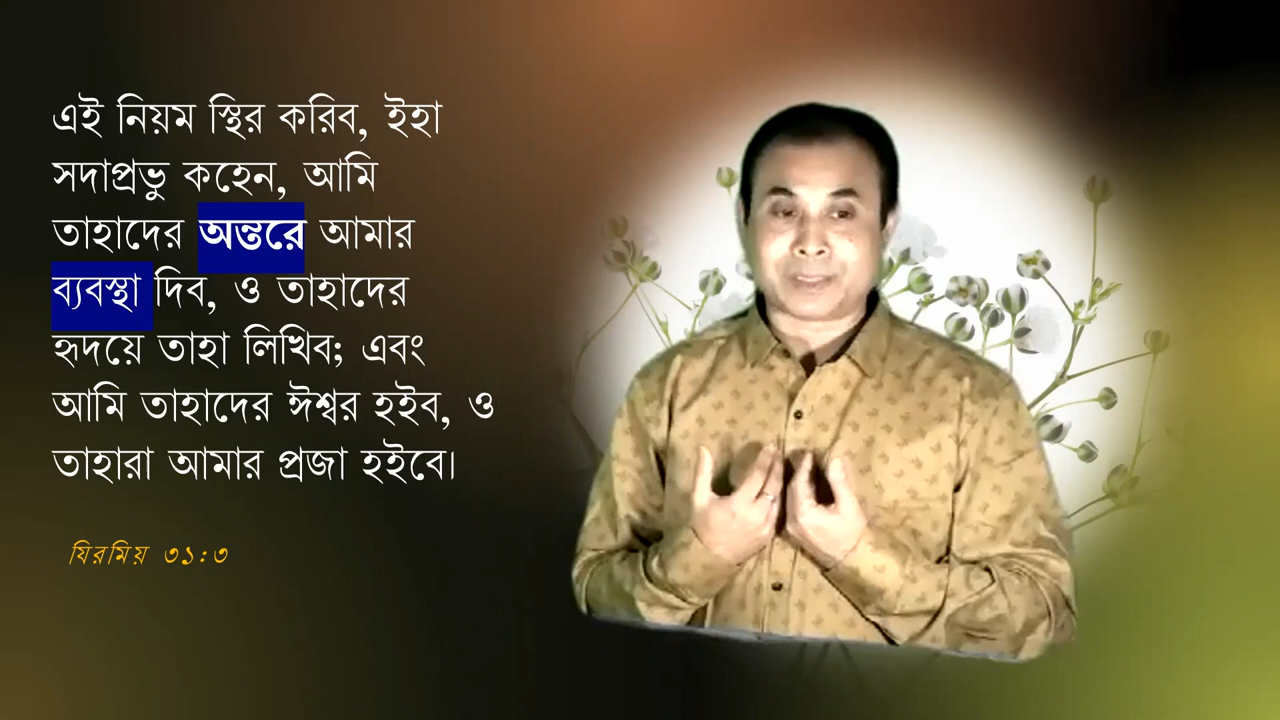 এই নিয়ম স্থির করিব, ইহা
সদাপ্রভু কহেন, আমি
তাহাদের অন্তরে আমার
ব্যবস্থা দিব, ও তাহাদের
হৃদয়ে তাহা লিখিব; এবং
আমি তাহাদের ঈশ্বর হইব, ও
তাহারা আমার প্রজা হইবে।
যিরমিয় ৩১:৩